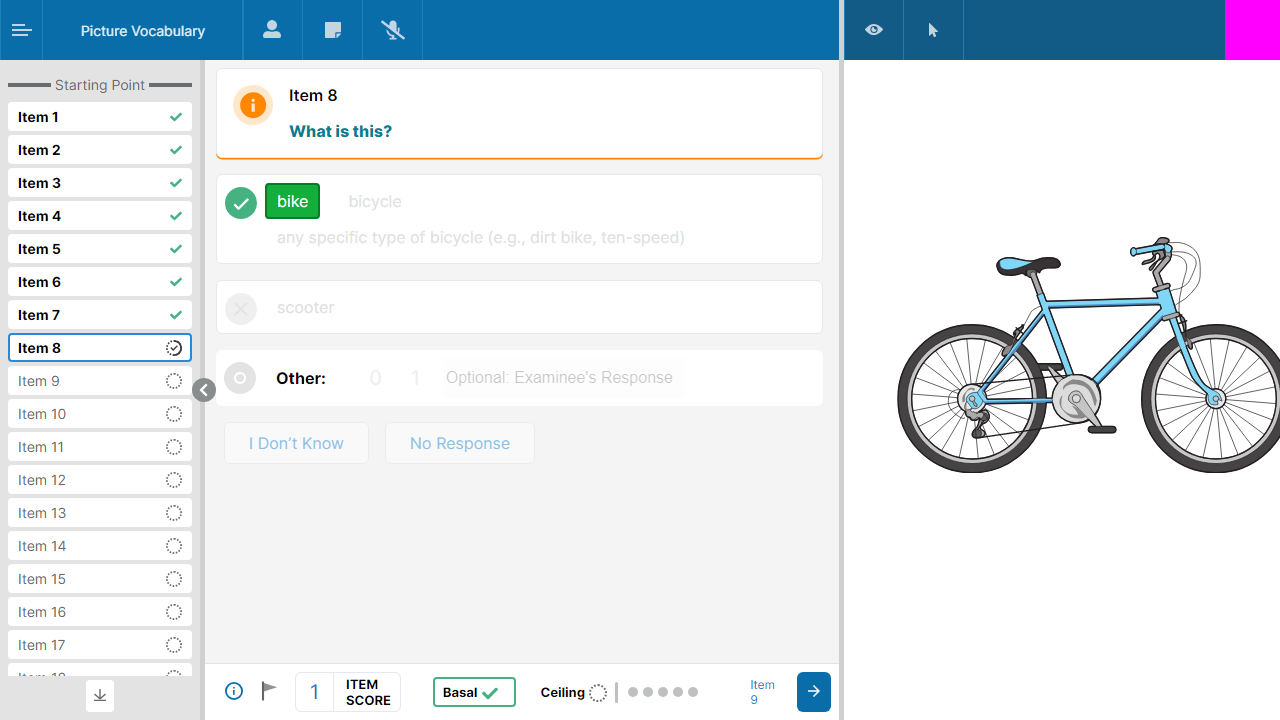 Picture Vocabulary
Starting Point
Item 1
Item 2
Item 3
Item 4
Item 5
Item 6
Item 7
Item 8
Item 9
Item 10
Item 11
Item 12
Item 13
Item 14
Item 15
Item 16
Item 17
Item 8
What is this?
bike bicycle
any specific type of bicycle (e.g., dirt bike, ten-speed)
scooter
Other: 0 1 Optional: Examinee's Response
I Don’t Know No Response
1 ITEM
SCORE
Basal Ceiling
Item
9